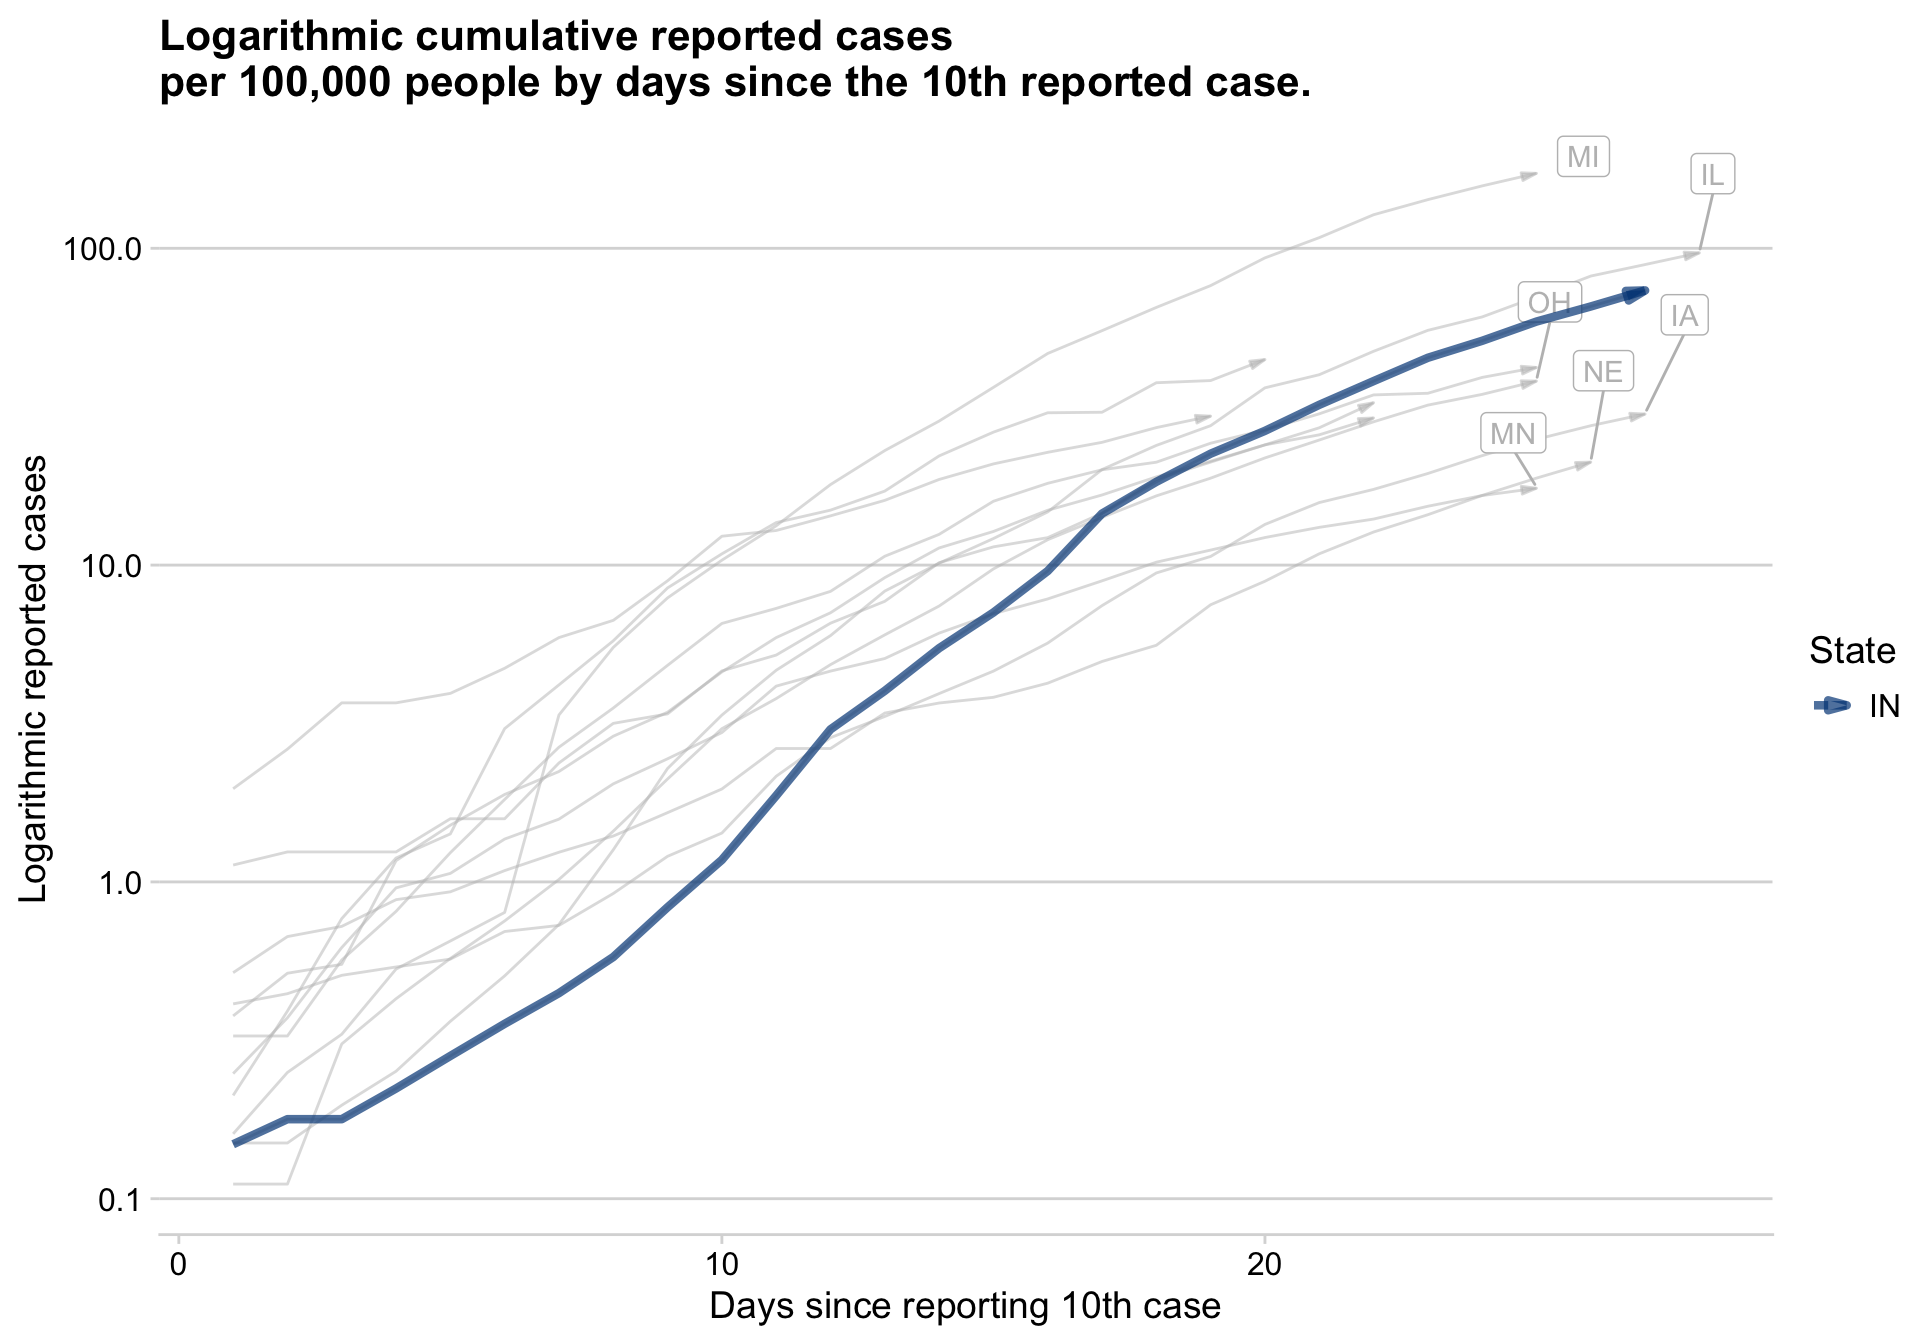 Logarithmic cumulative reported cases
per 100,000 people by days since the 10th reported case.
MI
IL
100.0
OH
IA
NE
MN
10.0
1.0
0.1
Logarithmic reported cases
State
IN
0
10
20
Days since reporting 10th case